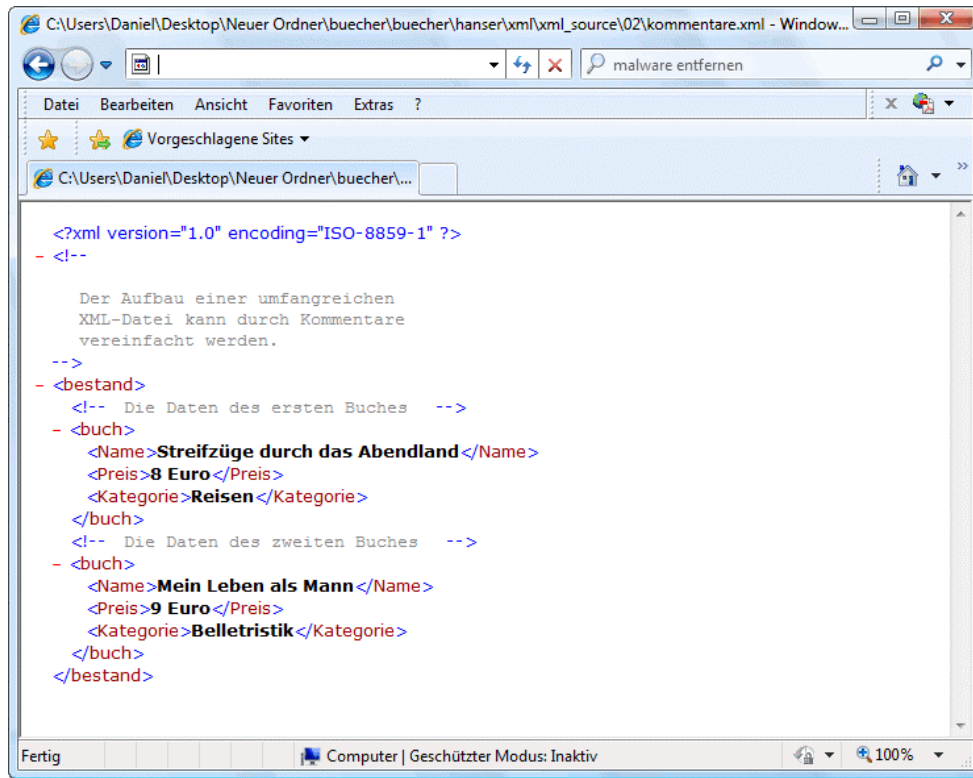 C:\Users\Daniel\Desktop\Neuer Ordner\buecher\buecher\hanser\xml\xml_source\02\kommentare.xml - Window...
malware entfernen
Datei Bearbeiten Ansicht Favoriten Extras ?
Vorgeschlagene Sites
C:\Users\Daniel\Desktop\Neuer Ordner\buecher\...
<?xml version="1.0" encoding="ISO-8859-1" ?>
- <!--
Der Aufbau einer umfangreichen
XML-Datei kann durch Kommentare
vereinfacht werden.
-->
- <bestand>
<!-- Die Daten des ersten Buches -->
- <buch>
<Name>Streifzüge durch das Abendland</Name>
<Preis>8 Euro</Preis>
<Kategorie>Reisen</Kategorie>
</buch>
<!-- Die Daten des zweiten Buches -->
- <buch>
<Name>Mein Leben als Mann</Name>
<Preis>9 Euro</Preis>
<Kategorie>Belletristik</Kategorie>
</buch>
</bestand>
Fertig Computer | Geschützter Modus: Inaktiv 100%